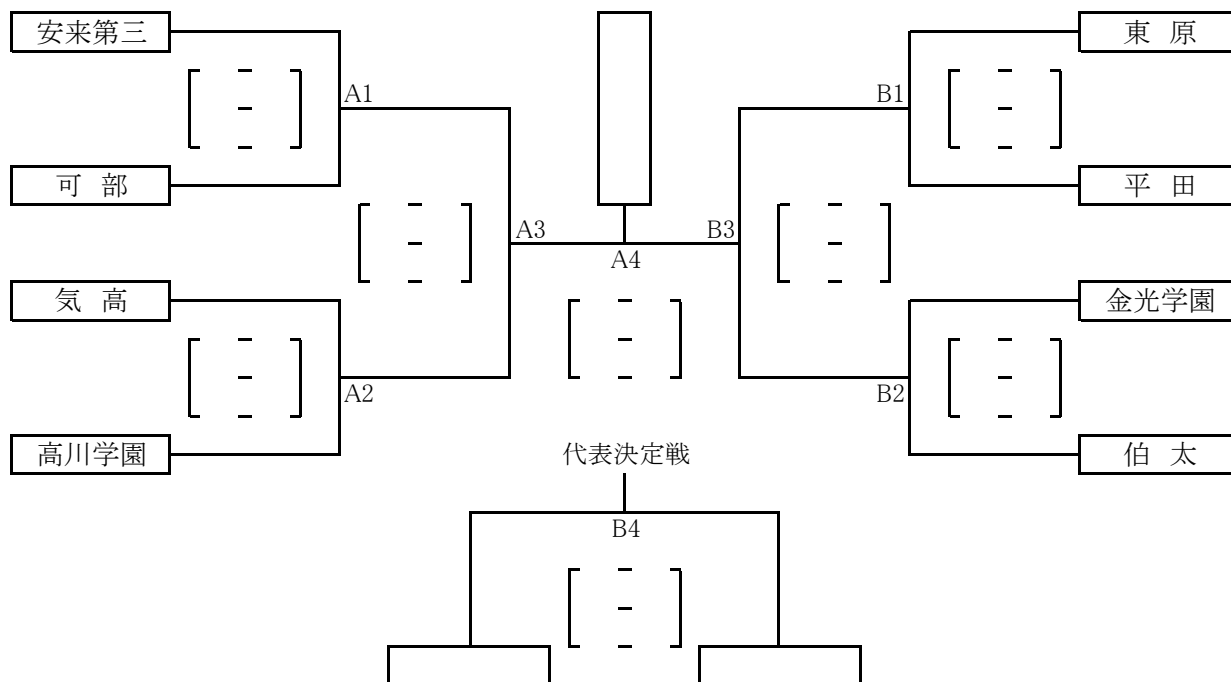 安来第三
東 原
A1
B1
可 部
平 田
A3
B3
A4
気 高
金光学園
A2
B2
高川学園
代表決定戦
伯 太
B4